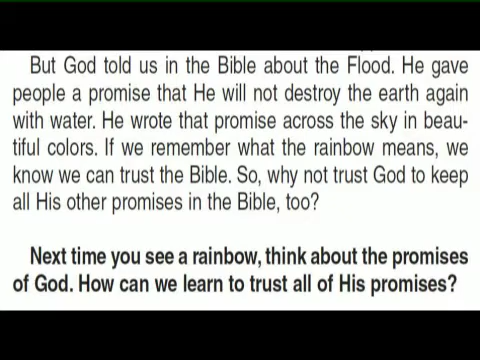 But God told us in the Bible about the Flood. He gave
people a promise that He will not destroy the earth again
with water. He wrote that promise across the sky in beau-
tiful colors. If we remember what the rainbow means, we
know we can trust the Bible. So, why not trust God to keep
all His other promises in the Bible, too?
Next time you see a rainbow, think about the promises
of God. How can we learn to trust all of His promises?